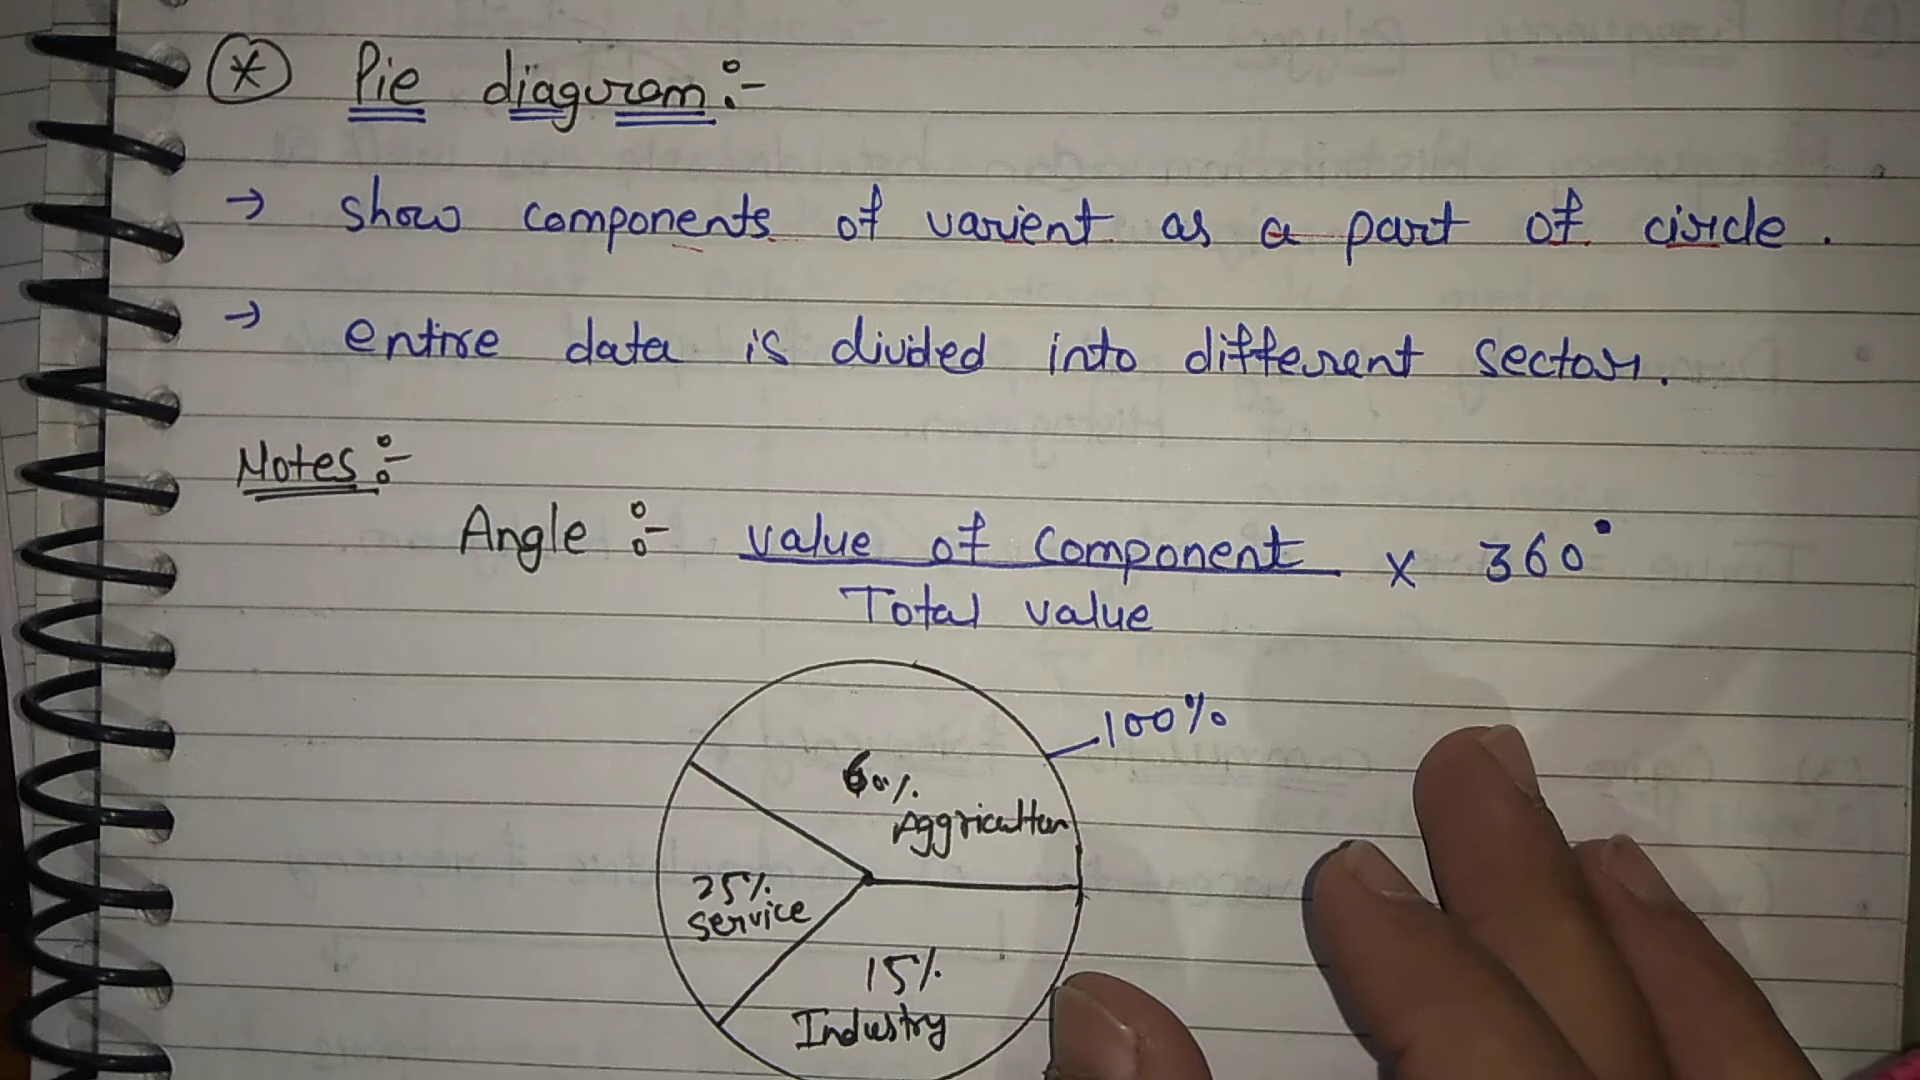 * Pie diagram :-
→ show components of varient as a part of circle.
→ entire data is divided into different sector.
Notes :-
Angle :- value of component × 360°
Total value
100%
60%
Aggricultur
25%
service
15%
Industry